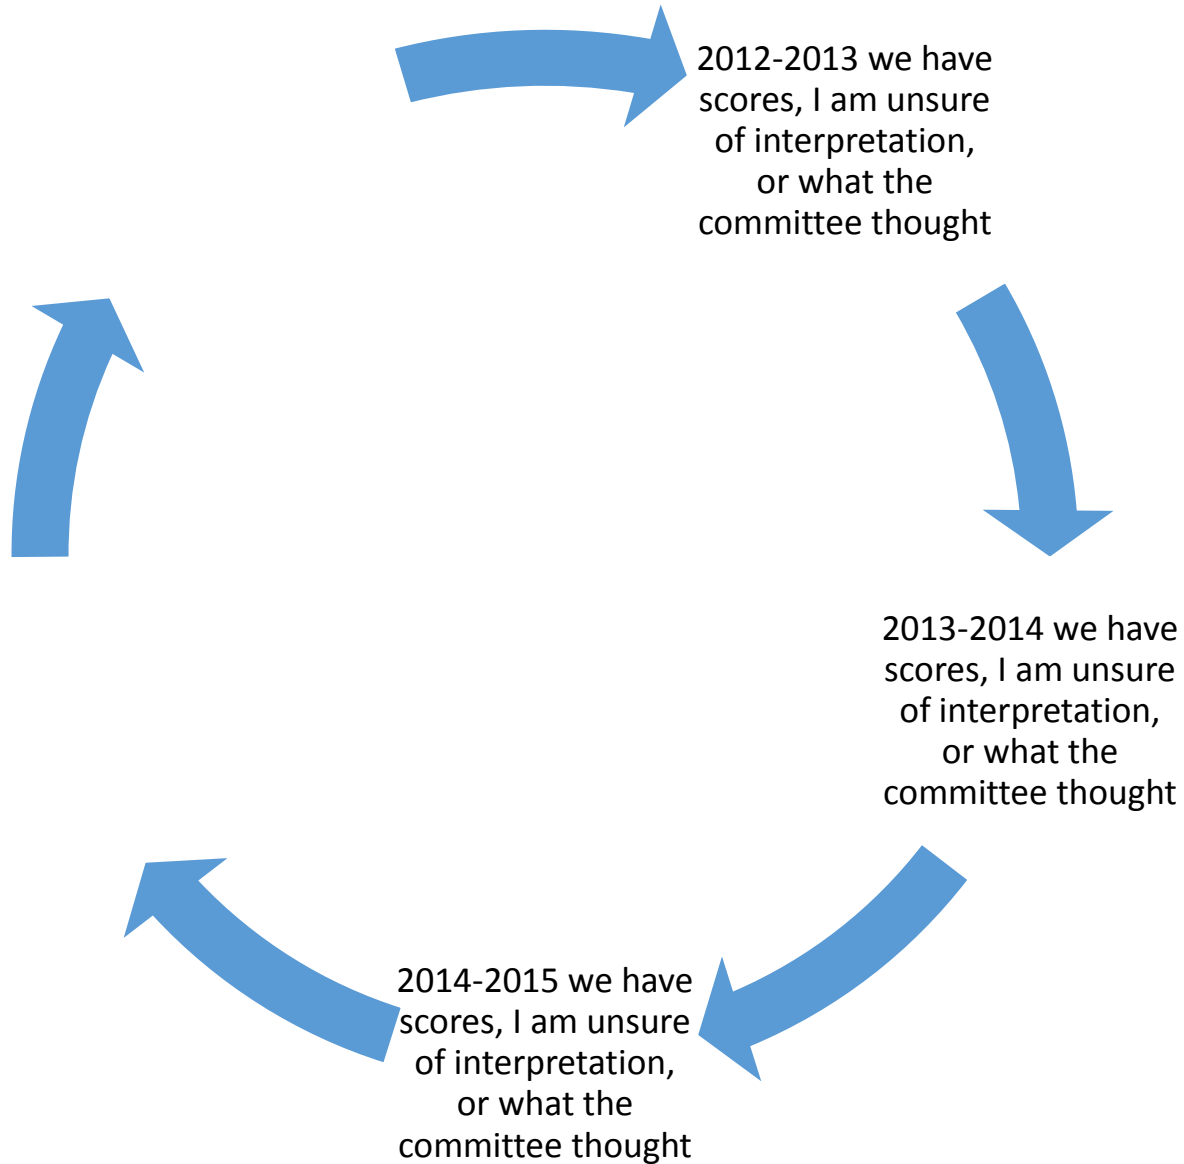 2012-2013 we have
scores, I am unsure
of interpretation,
or what the
committee thought
2013-2014 we have
scores, I am unsure
of interpretation,
or what the
committee thought
2014-2015 we have
scores, I am unsure
of interpretation,
or what the
committee thought